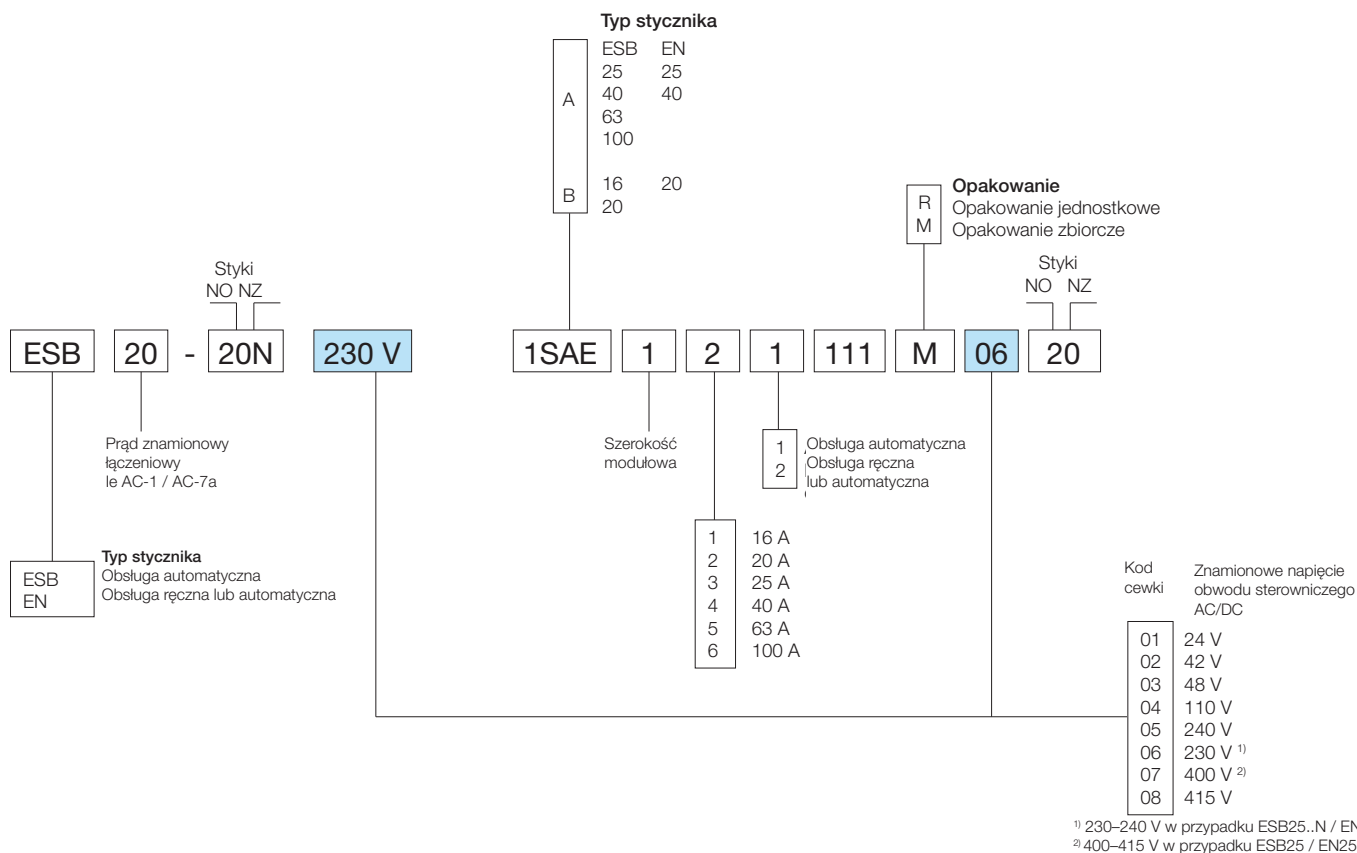 Typ stycznika
ESB EN
25 25
40 40
A
63
100
16 20
B
20
R
M
Opakowanie
Opakowanie jednostkowe
Opakowanie zbiorcze
Styki
NO NZ
Styki
NO NZ
ESB 20 - 20N 230 V 1SAE 1 2 1 111 M 06 20
Prąd znamionowy
łączeniowy
Ie AC-1 / AC-7a
Szerokość
modułowa
1 Obsługa automatyczna
2 Obsługa ręczna
lub automatyczna
1 16 A
2 20 A
3 25 A
4 40 A
5 63 A
6 100 A
Typ stycznika
ESB Obsługa automatyczna
EN Obsługa ręczna lub automatyczna
Kod
cewki
Znamionowe napięcie
obwodu sterowniczego
AC/DC
01 24 V
02 42 V
03 48 V
04 110 V
05 240 V
06 230 V 1)
07 400 V 2)
08 415 V
1) 230–240 V w przypadku ESB25..N / EN
2) 400–415 V w przypadku ESB25 / EN25